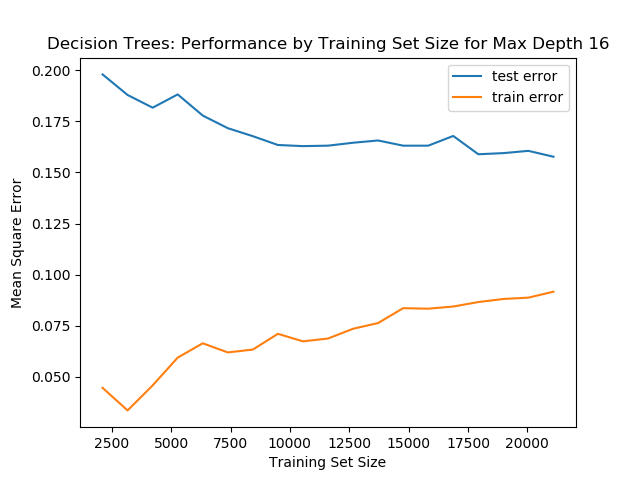 Decision Trees: Performance by Training Set Size for Max Depth 16
test error
train error
0.200
0.175
0.150
0.125
0.100
0.075
0.050
Mean Square Error
2500 5000 7500 10000 12500 15000 17500 20000
Training Set Size